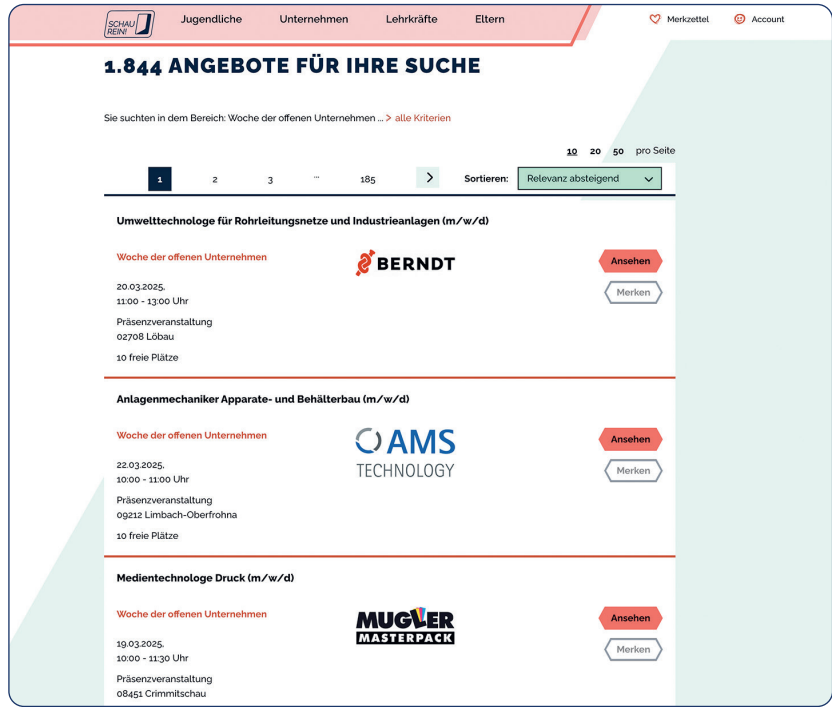 SCHAU
REIN!
Jugendliche Unternehmen Lehrkräfte Eltern Merkzettel Account
1.844 ANGEBOTE FÜR IHRE SUCHE
Sie suchten in dem Bereich: Woche der offenen Unternehmen ... > alle Kriterien
10 20 50 pro Seite
1 2 3 ... 185 > Sortieren: Relevanz absteigend
Umwelttechnologe für Rohrleitungsnetze und Industrieanlagen (m/w/d)
Woche der offenen Unternehmen
BERNDT
Ansehen
20.03.2025,
11:00 - 13:00 Uhr
Merken
Präsenzveranstaltung
02708 Löbau
10 freie Plätze
Anlagenmechaniker Apparate- und Behälterbau (m/w/d)
Woche der offenen Unternehmen
AMS
TECHNOLOGY
Ansehen
22.03.2025,
10:00 - 11:00 Uhr
Merken
Präsenzveranstaltung
09212 Limbach-Oberfrohna
10 freie Plätze
Medientechnologe Druck (m/w/d)
Woche der offenen Unternehmen
MUGLER
MASTERPACK
Ansehen
19.03.2025,
10:00 - 11:30 Uhr
Merken
Präsenzveranstaltung
08451 Crimmitschau